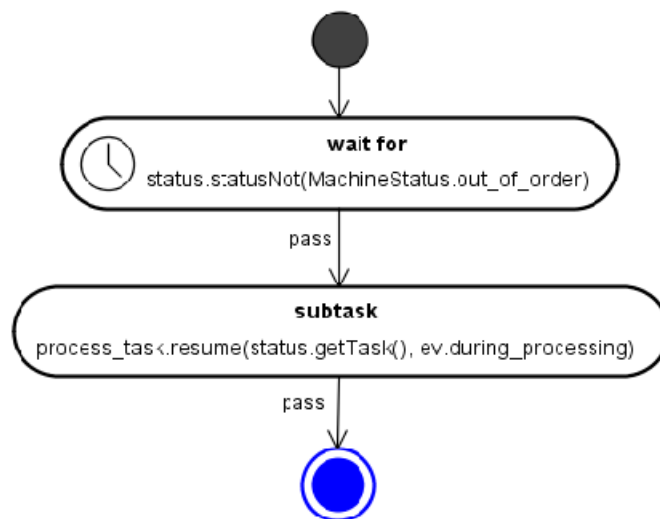 wait for
status.statusNot(MachineStatus.out_of_order)
pass
subtask
process_task.resume(status.getTask(), ev.during_processing)
pass